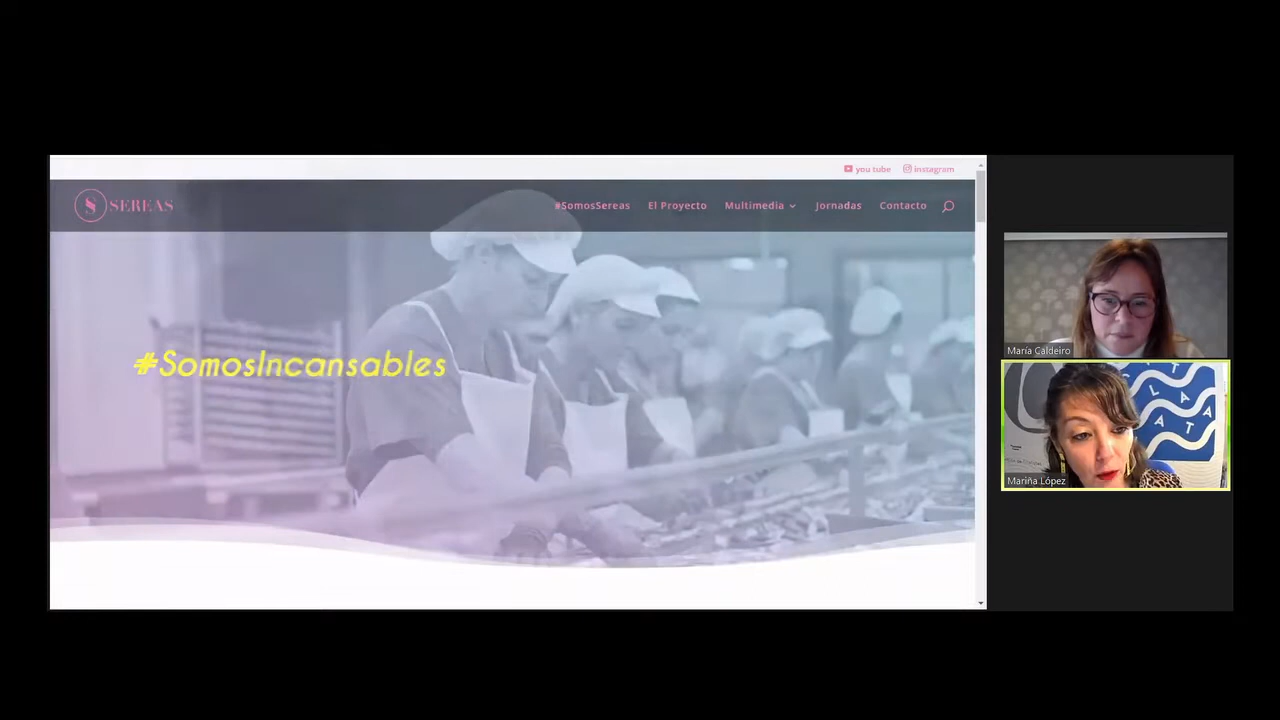 you tube instagram
SEREAS
#SomosSereas El Proyecto Multimedia Jornadas Contacto
#SomosIncansables
María Caldeiro
Mariña López